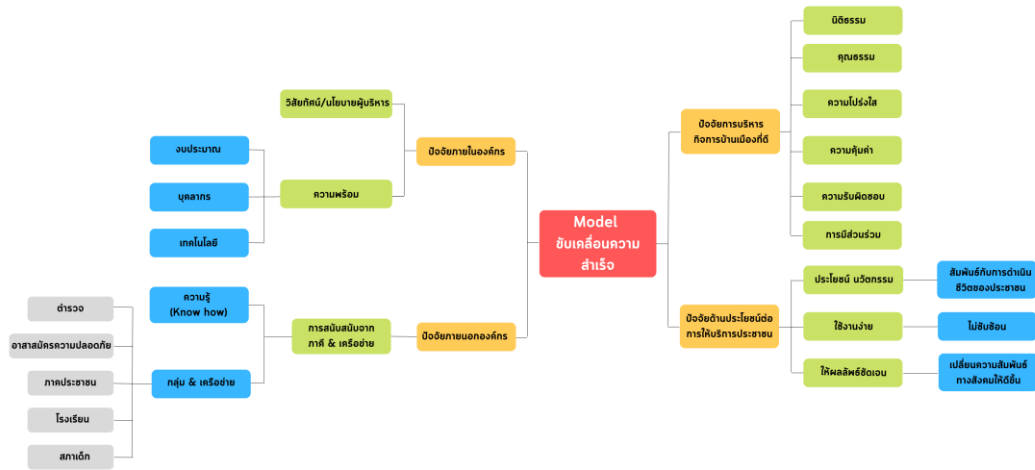 Model
ขับเคลื่อนความ
สำเร็จ
ปัจจัยภายในองค์กร
วิสัยทัศน์/นโยบายผู้บริหาร
ความพร้อม
งบประมาณ
บุคลากร
เทคโนโลยี
ปัจจัยภายนอกองค์กร
การสนับสนับจาก
ภาคี & เครือข่าย
ความรู้
(Know how)
กลุ่ม & เครือข่าย
ตำรวจ
อาสาสมัครความปลอดภัย
ภาคประชาชน
โรงเรียน
สภาเด็ก
ปัจจัยการบริหาร
กิจการบ้านเมืองที่ดี
นิติธรรม
คุณธรรม
ความโปร่งใส
ความคุ้มค่า
ความรับผิดชอบ
การมีส่วนร่วม
ปัจจัยด้านประโยชน์ต่อ
การให้บริการประชาชน
ประโยชน์ นวัตกรรม
สัมพันธ์กับการดำเนิน
ชีวิตของประชาชน
ใช้งานง่าย
ไม่ซับซ้อน
ให้ผลลัพธ์ชัดเจน
เปลี่ยนความสัมพันธ์
ทางสังคมให้ดีขึ้น